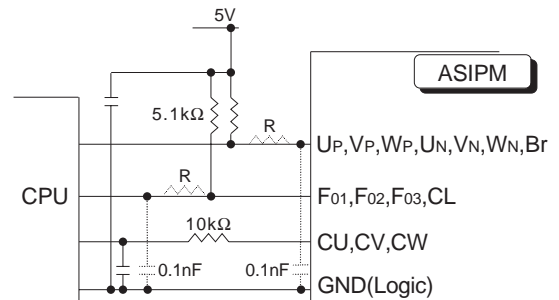 5V
ASIPM
5.1kΩ
R
UP,VP,WP,UN,VN,WN,Br
R
CPU
F01,F02,F03,CL
10kΩ
CU,CV,CW
0.1nF
0.1nF
GND(Logic)